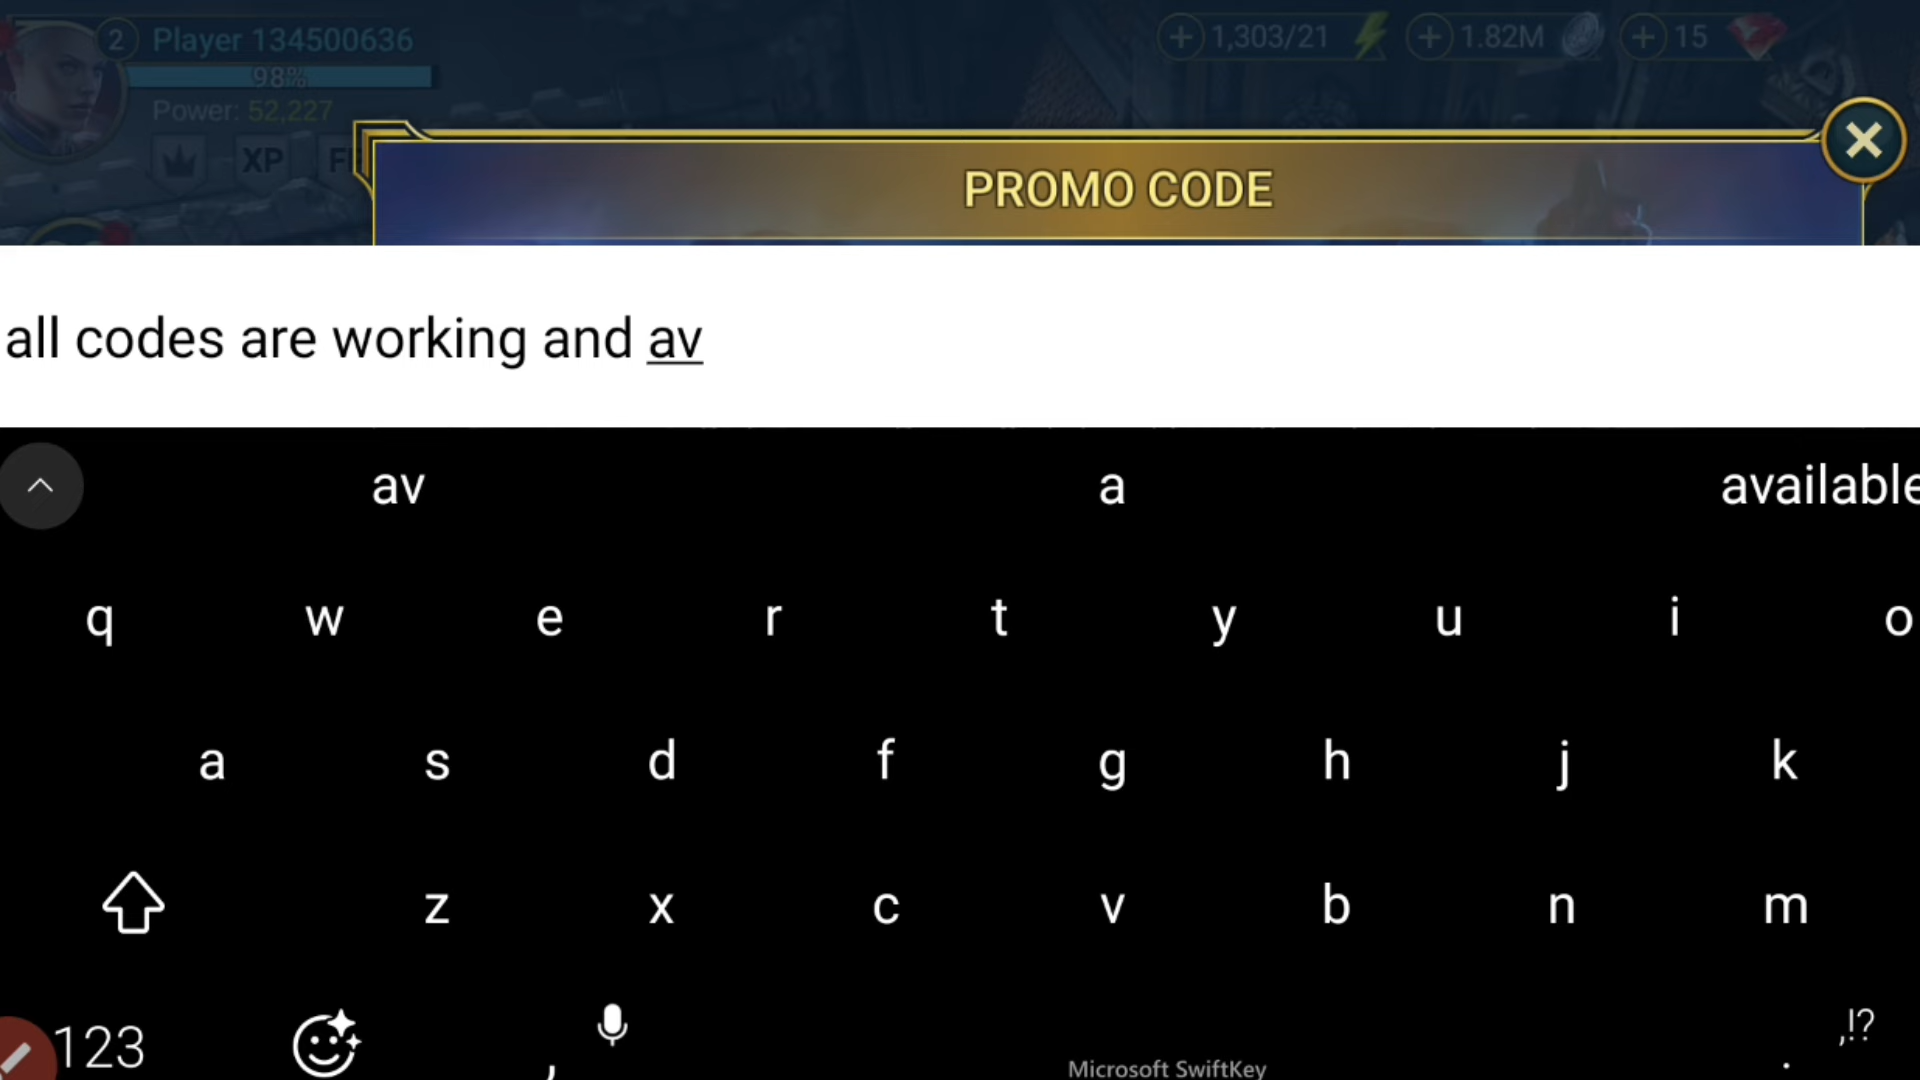 2 Player 134500636 1,303/21 1.82M 15
98%
Power: 52,227
XP
PROMO CODE
all codes are working and av
av a available
q w e r t y u i o
a s d f g h j k
z x c v b n m
123 , Microsoft SwiftKey . ,!?